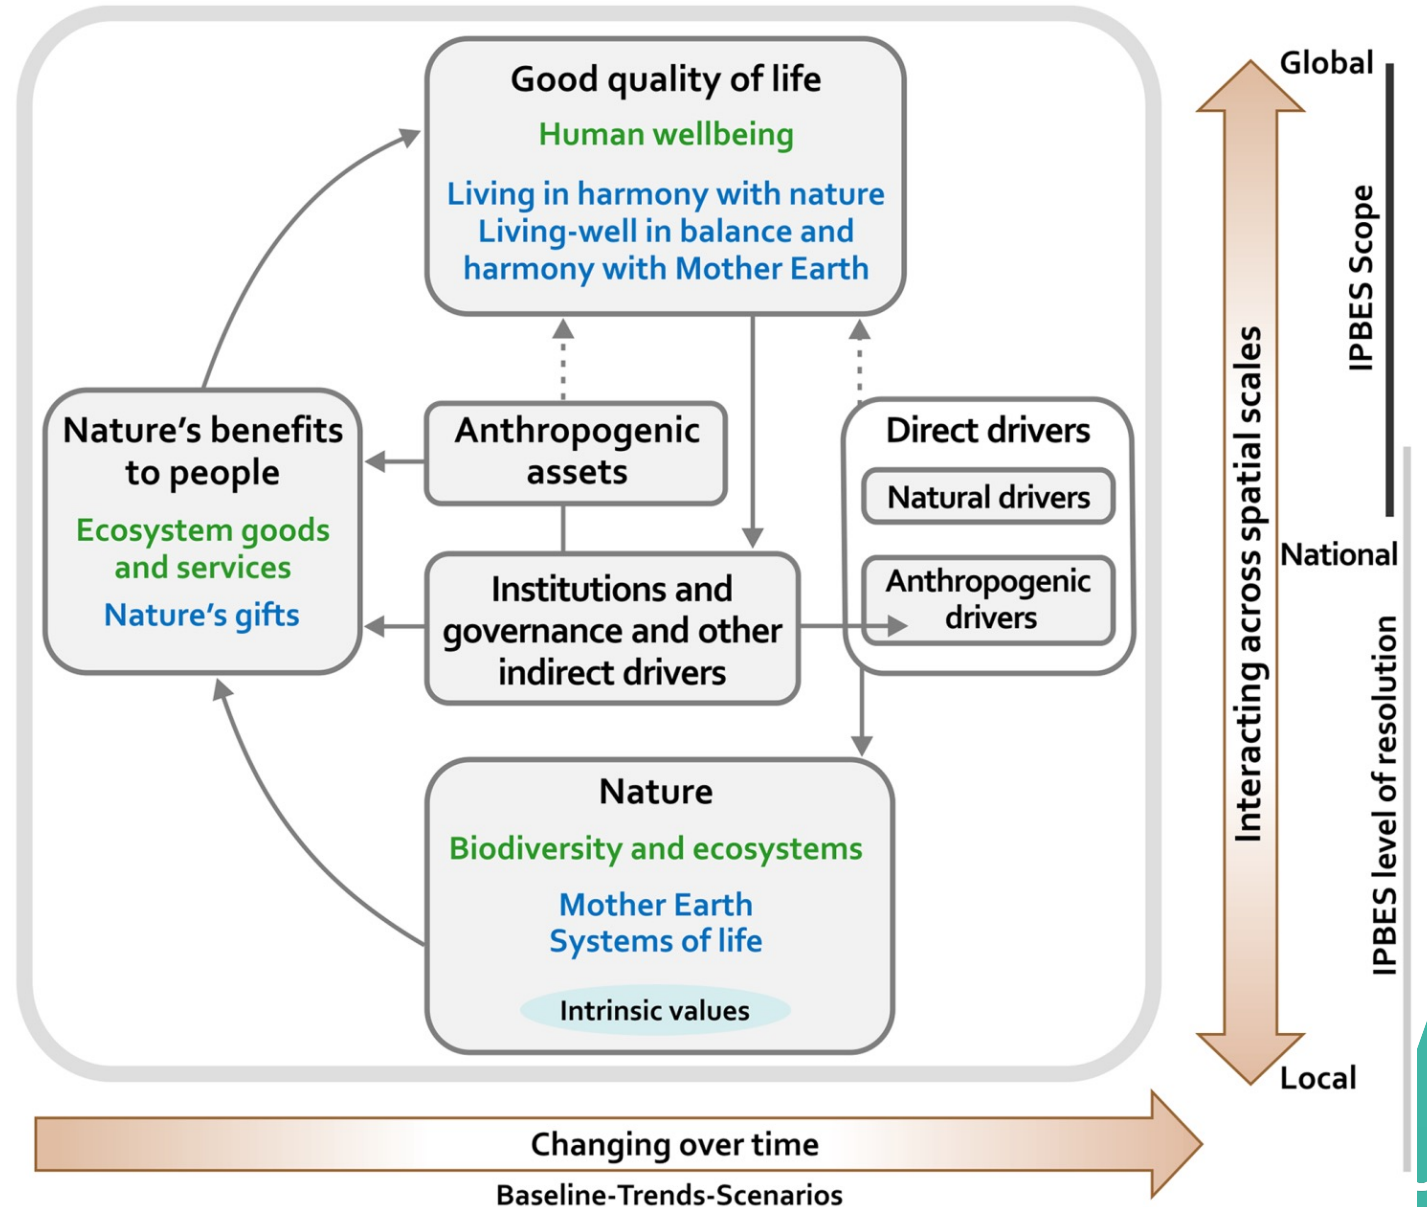 Good quality of life
Human wellbeing
Living in harmony with nature
Living-well in balance and
harmony with Mother Earth
Nature’s benefits
to people
Ecosystem goods
and services
Nature’s gifts
Anthropogenic
assets
Direct drivers
Natural drivers
Anthropogenic
drivers
Institutions and
governance and other
indirect drivers
Nature
Biodiversity and ecosystems
Mother Earth
Systems of life
Intrinsic values
Changing over time
Baseline-Trends-Scenarios
Interacting across spatial scales
Global
National
Local
IPBES Scope
IPBES level of resolution